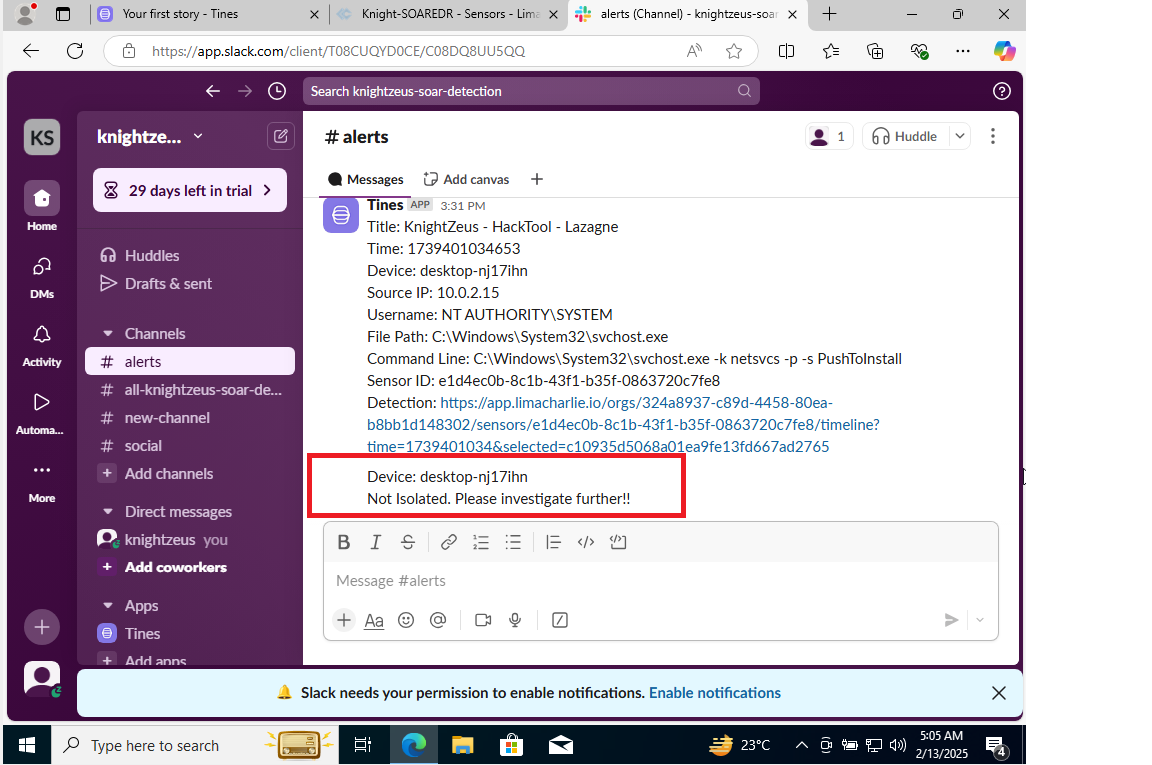 Your first story - Tines
Knight-SOAREDR - Sensors - Lima
alerts (Channel) - knightzeus-soar
https://app.slack.com/client/T08CUQYD0CE/C08DQ8UU5QQ
Search knightzeus-soar-detection
KS
Home
DMs
Activity
Automa...
More
knightze...
29 days left in trial
Huddles
Drafts & sent
Channels
# alerts
# all-knightzeus-soar-de...
# new-channel
# social
+ Add channels
Direct messages
knightzeus you
+ Add coworkers
Apps
Tines
+ Add apps
# alerts
1
Huddle
Messages
Add canvas
Tines APP 3:31 PM
Title: KnightZeus - HackTool - Lazagne
Time: 1739401034653
Device: desktop-nj17ihn
Source IP: 10.0.2.15
Username: NT AUTHORITY\SYSTEM
File Path: C:\Windows\System32\svchost.exe
Command Line: C:\Windows\System32\svchost.exe -k netsvcs -p -s PushToInstall
Sensor ID: e1d4ec0b-8c1b-43f1-b35f-0863720c7fe8
Detection: https://app.limacharlie.io/orgs/324a8937-c89d-4458-80ea-
b8bb1d148302/sensors/e1d4ec0b-8c1b-43f1-b35f-0863720c7fe8/timeline?
time=1739401034&selected=c10935d5068a01ea9fe13fd667ad2765
Device: desktop-nj17ihn
Not Isolated. Please investigate further!!
B I S
Message #alerts
Aa
Slack needs your permission to enable notifications. Enable notifications
Type here to search
23°C
5:05 AM
2/13/2025
4